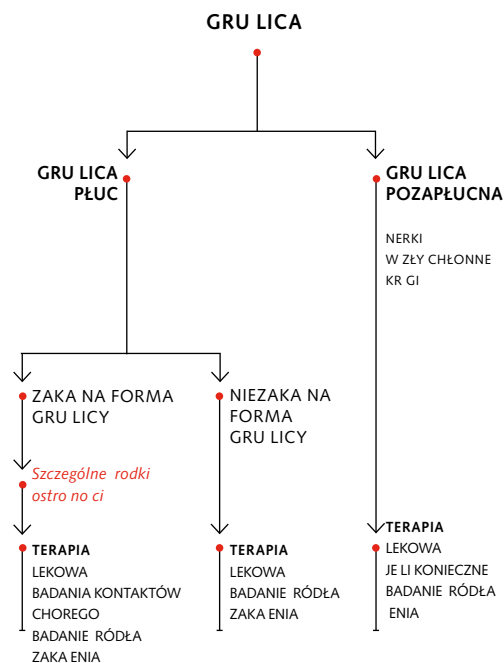 GRU LICA
GRU LICA
PŁUC
GRU LICA
POZAPŁUCNA
NERKI
W ZŁY CHŁONNE
KR GI
ZAKA NA FORMA
GRU LICY
NIEZAKA NA
FORMA
GRU LICY
Szczególne rodki
ostro no ci
TERAPIA
LEKOWA
BADANIA KONTAKTÓW
CHOREGO
BADANIE RÓDŁA
ZAKA ENIA
TERAPIA
LEKOWA
BADANIE RÓDŁA
ZAKA ENIA
TERAPIA
LEKOWA
JE LI KONIECZNE
BADANIE RÓDŁA
ENIA